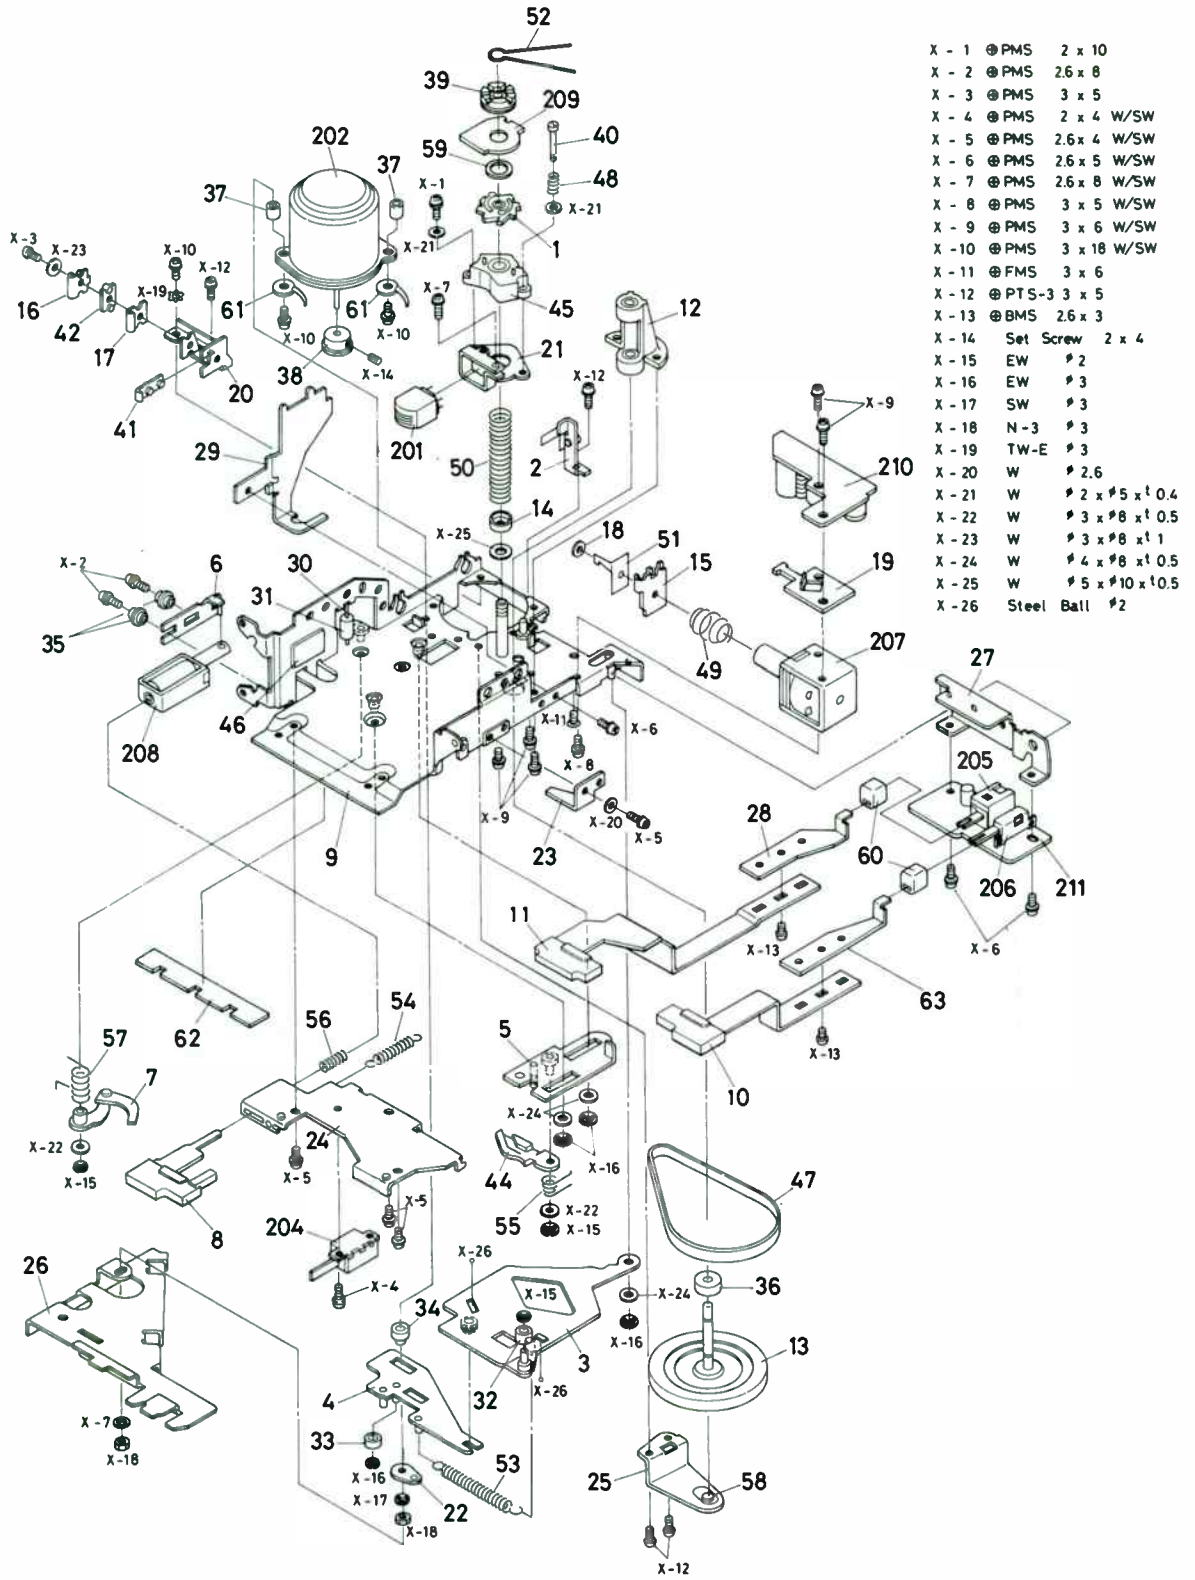 52
39
209
202
40
37
37
59
X-1
48
X-21
X-3
X-23
X-10
X-12
X-21
1
16
X-19
61
61
X-7
45
12
42
X-10
X-10
17
20
38
X-14
21
X-12
41
201
X-9
29
50
2
210
14
X-25
18
51
15
19
X-2
6
30
31
35
49
207
27
208
46
X-11
X-6
X-8
205
9
X-9
X-20
X-5
23
28
60
206
211
11
X-13
X-6
63
62
56
54
5
X-13
10
57
7
X-24
X-22
24
X-16
X-15
X-5
44
47
8
X-5
55
X-22
X-15
204
26
X-26
36
X-4
X-15
X-24
34
X-16
3
13
4
32
X-26
X-7
X-18
33
X-16
53
25
58
X-17
22
X-18
X-12
X - 1 ⊕ PMS 2 x 10
X - 2 ⊕ PMS 2.6 x 8
X - 3 ⊕ PMS 3 x 5
X - 4 ⊕ PMS 2 x 4 W/SW
X - 5 ⊕ PMS 2.6 x 4 W/SW
X - 6 ⊕ PMS 2.6 x 5 W/SW
X - 7 ⊕ PMS 2.6 x 8 W/SW
X - 8 ⊕ PMS 3 x 5 W/SW
X - 9 ⊕ PMS 3 x 6 W/SW
X -10 ⊕ PMS 3 x 18 W/SW
X - 11 ⊕ FMS 3 x 6
X - 12 ⊕ PTS-3 3 x 5
X - 13 ⊕ BMS 2.6 x 3
X - 14 Set Screw 2 x 4
X - 15 EW ø 2
X - 16 EW ø 3
X - 17 SW ø 3
X - 18 N - 3 ø 3
X - 19 TW-E ø 3
X - 20 W ø 2.6
X - 21 W ø 2 x ø 5 x t 0.4
X - 22 W ø 3 x ø 8 x t 0.5
X - 23 W ø 3 x ø 8 x t 1
X - 24 W ø 4 x ø 8 x t 0.5
X - 25 W ø 5 x ø 10 x t 0.5
X - 26 Steel Ball ø 2